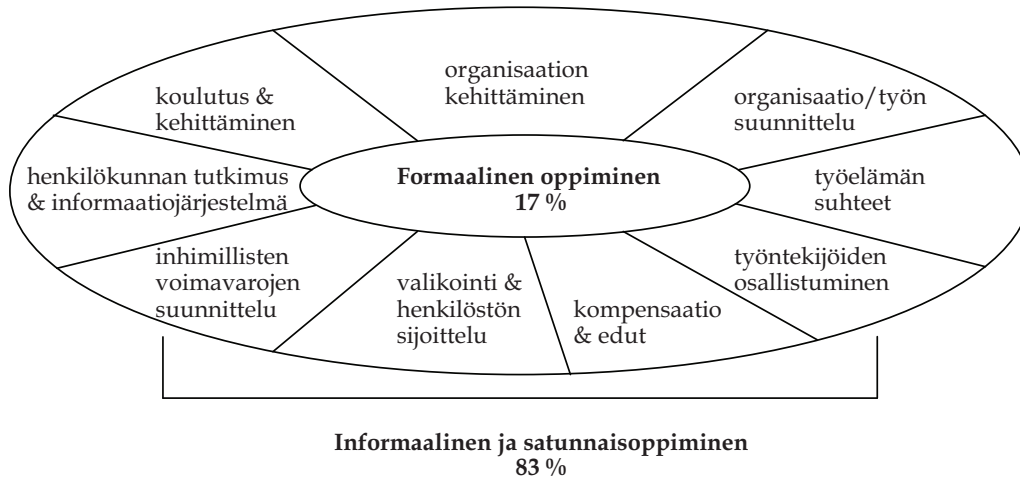 organisaation
kehittäminen
koulutus &
kehittäminen
organisaatio/työn
suunnittelu
henkilökunnan tutkimus
& informaatiojärjestelmä
Formaalinen oppiminen
17 %
työelämän
suhteet
inhimillisten
voimavarojen
suunnittelu
valikointi &
henkilöstön
sijoittelu
kompensaatio
& edut
työntekijöiden
osallistuminen
Informaalinen ja satunnaisoppiminen
83 %